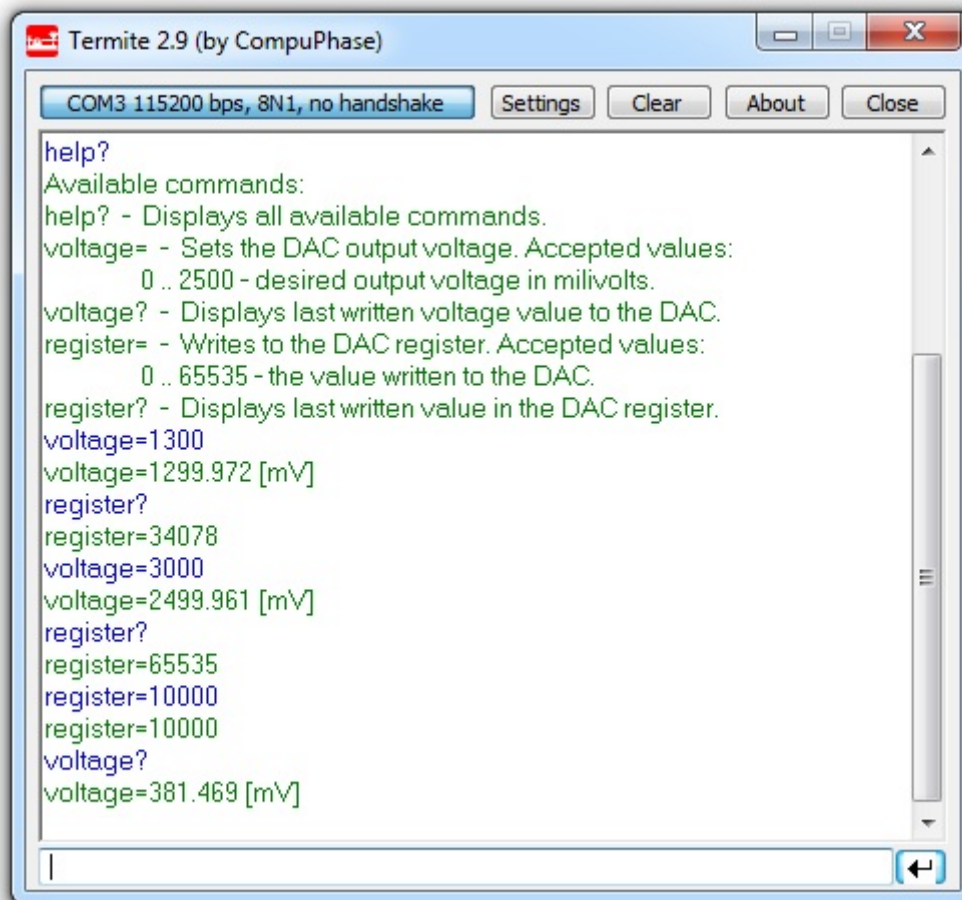 Termite 2.9 (by CompuPhase)
COM3 115200 bps, 8N1, no handshake Settings Clear About Close
help?
Available commands:
help? - Displays all available commands.
voltage= - Sets the DAC output voltage. Accepted values:
0 .. 2500 - desired output voltage in milivolts.
voltage? - Displays last written voltage value to the DAC.
register= - Writes to the DAC register. Accepted values:
0 .. 65535 - the value written to the DAC.
register? - Displays last written value in the DAC register.
voltage=1300
voltage=1299.972 [mV]
register?
register=34078
voltage=3000
voltage=2499.961 [mV]
register?
register=65535
register=10000
register=10000
voltage?
voltage=381.469 [mV]